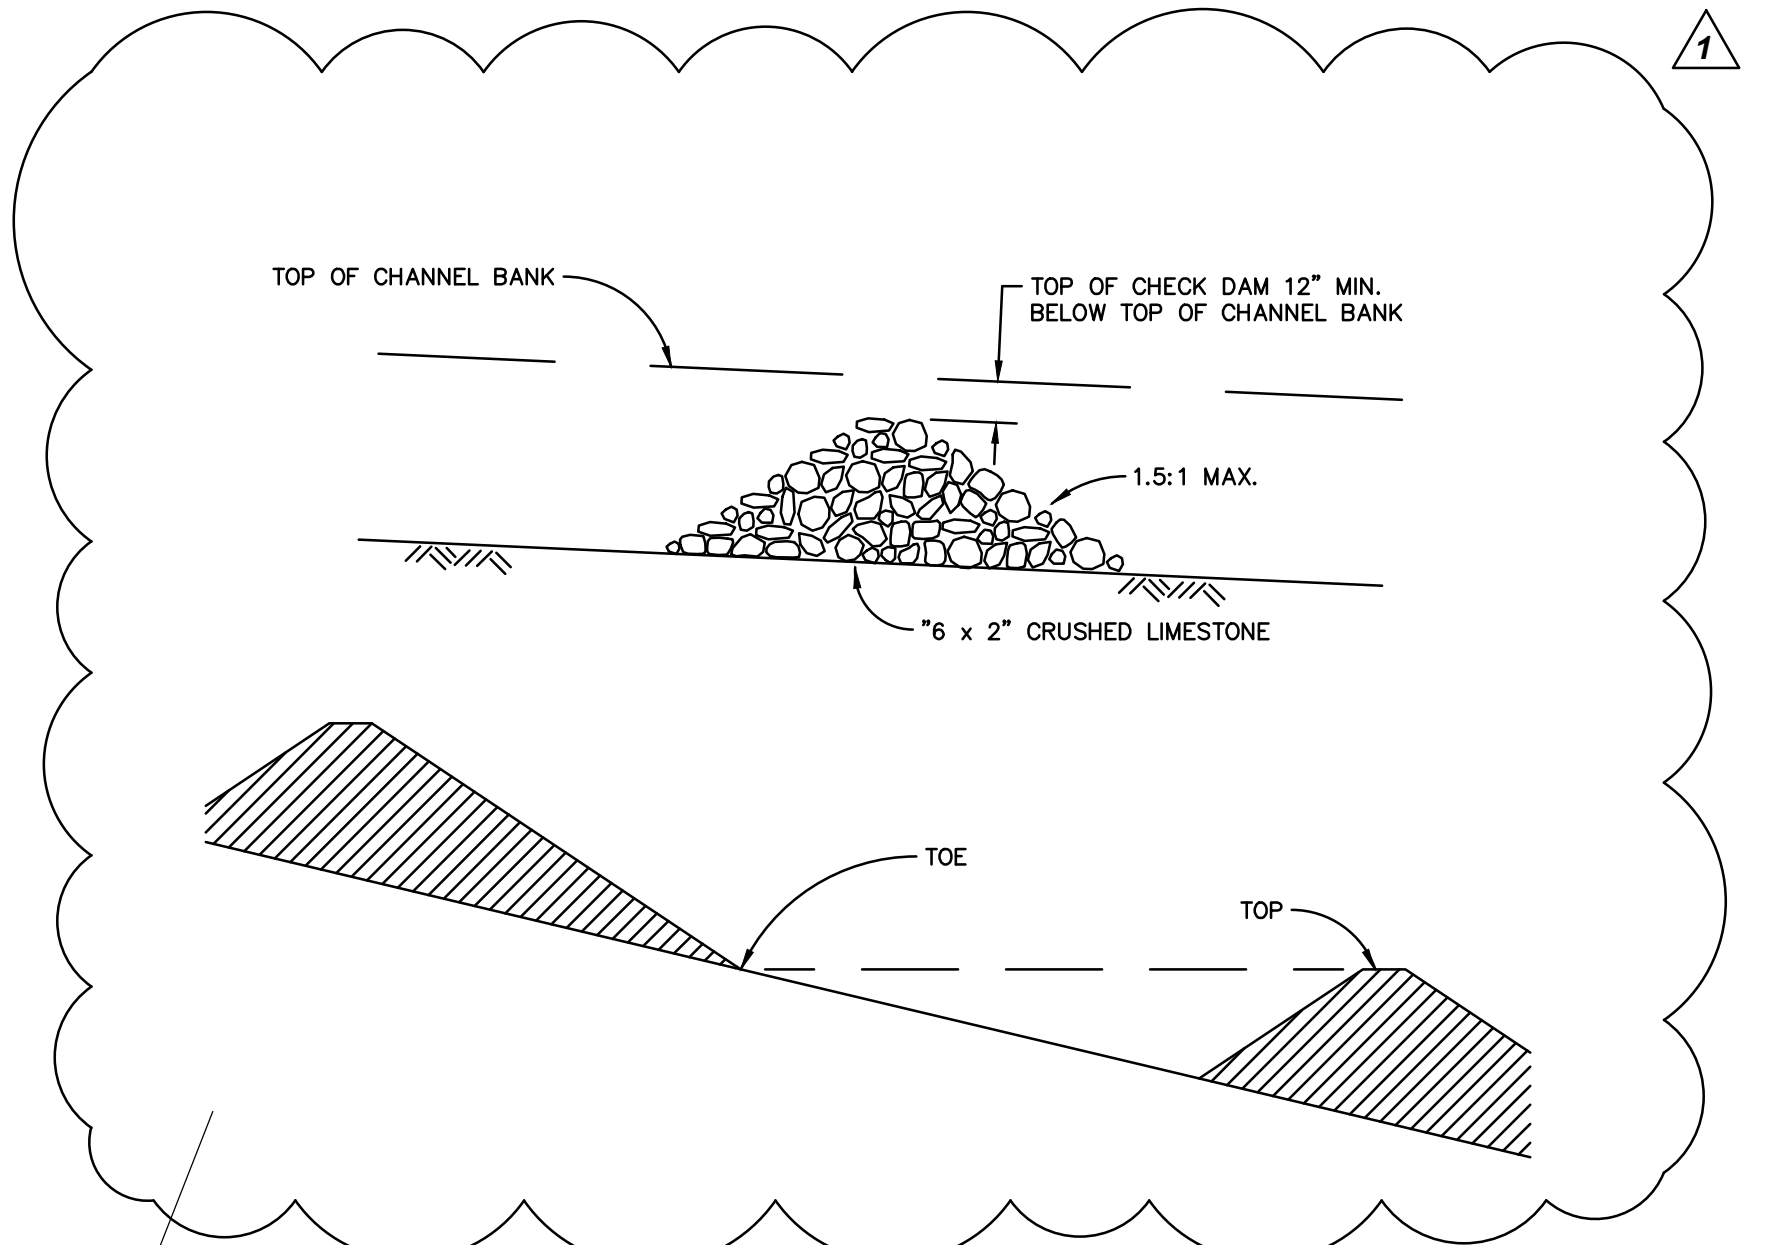 1
TOP OF CHANNEL BANK
TOP OF CHECK DAM 12" MIN.
BELOW TOP OF CHANNEL BANK
1.5:1 MAX.
"6 x 2" CRUSHED LIMESTONE
TOE
TOP